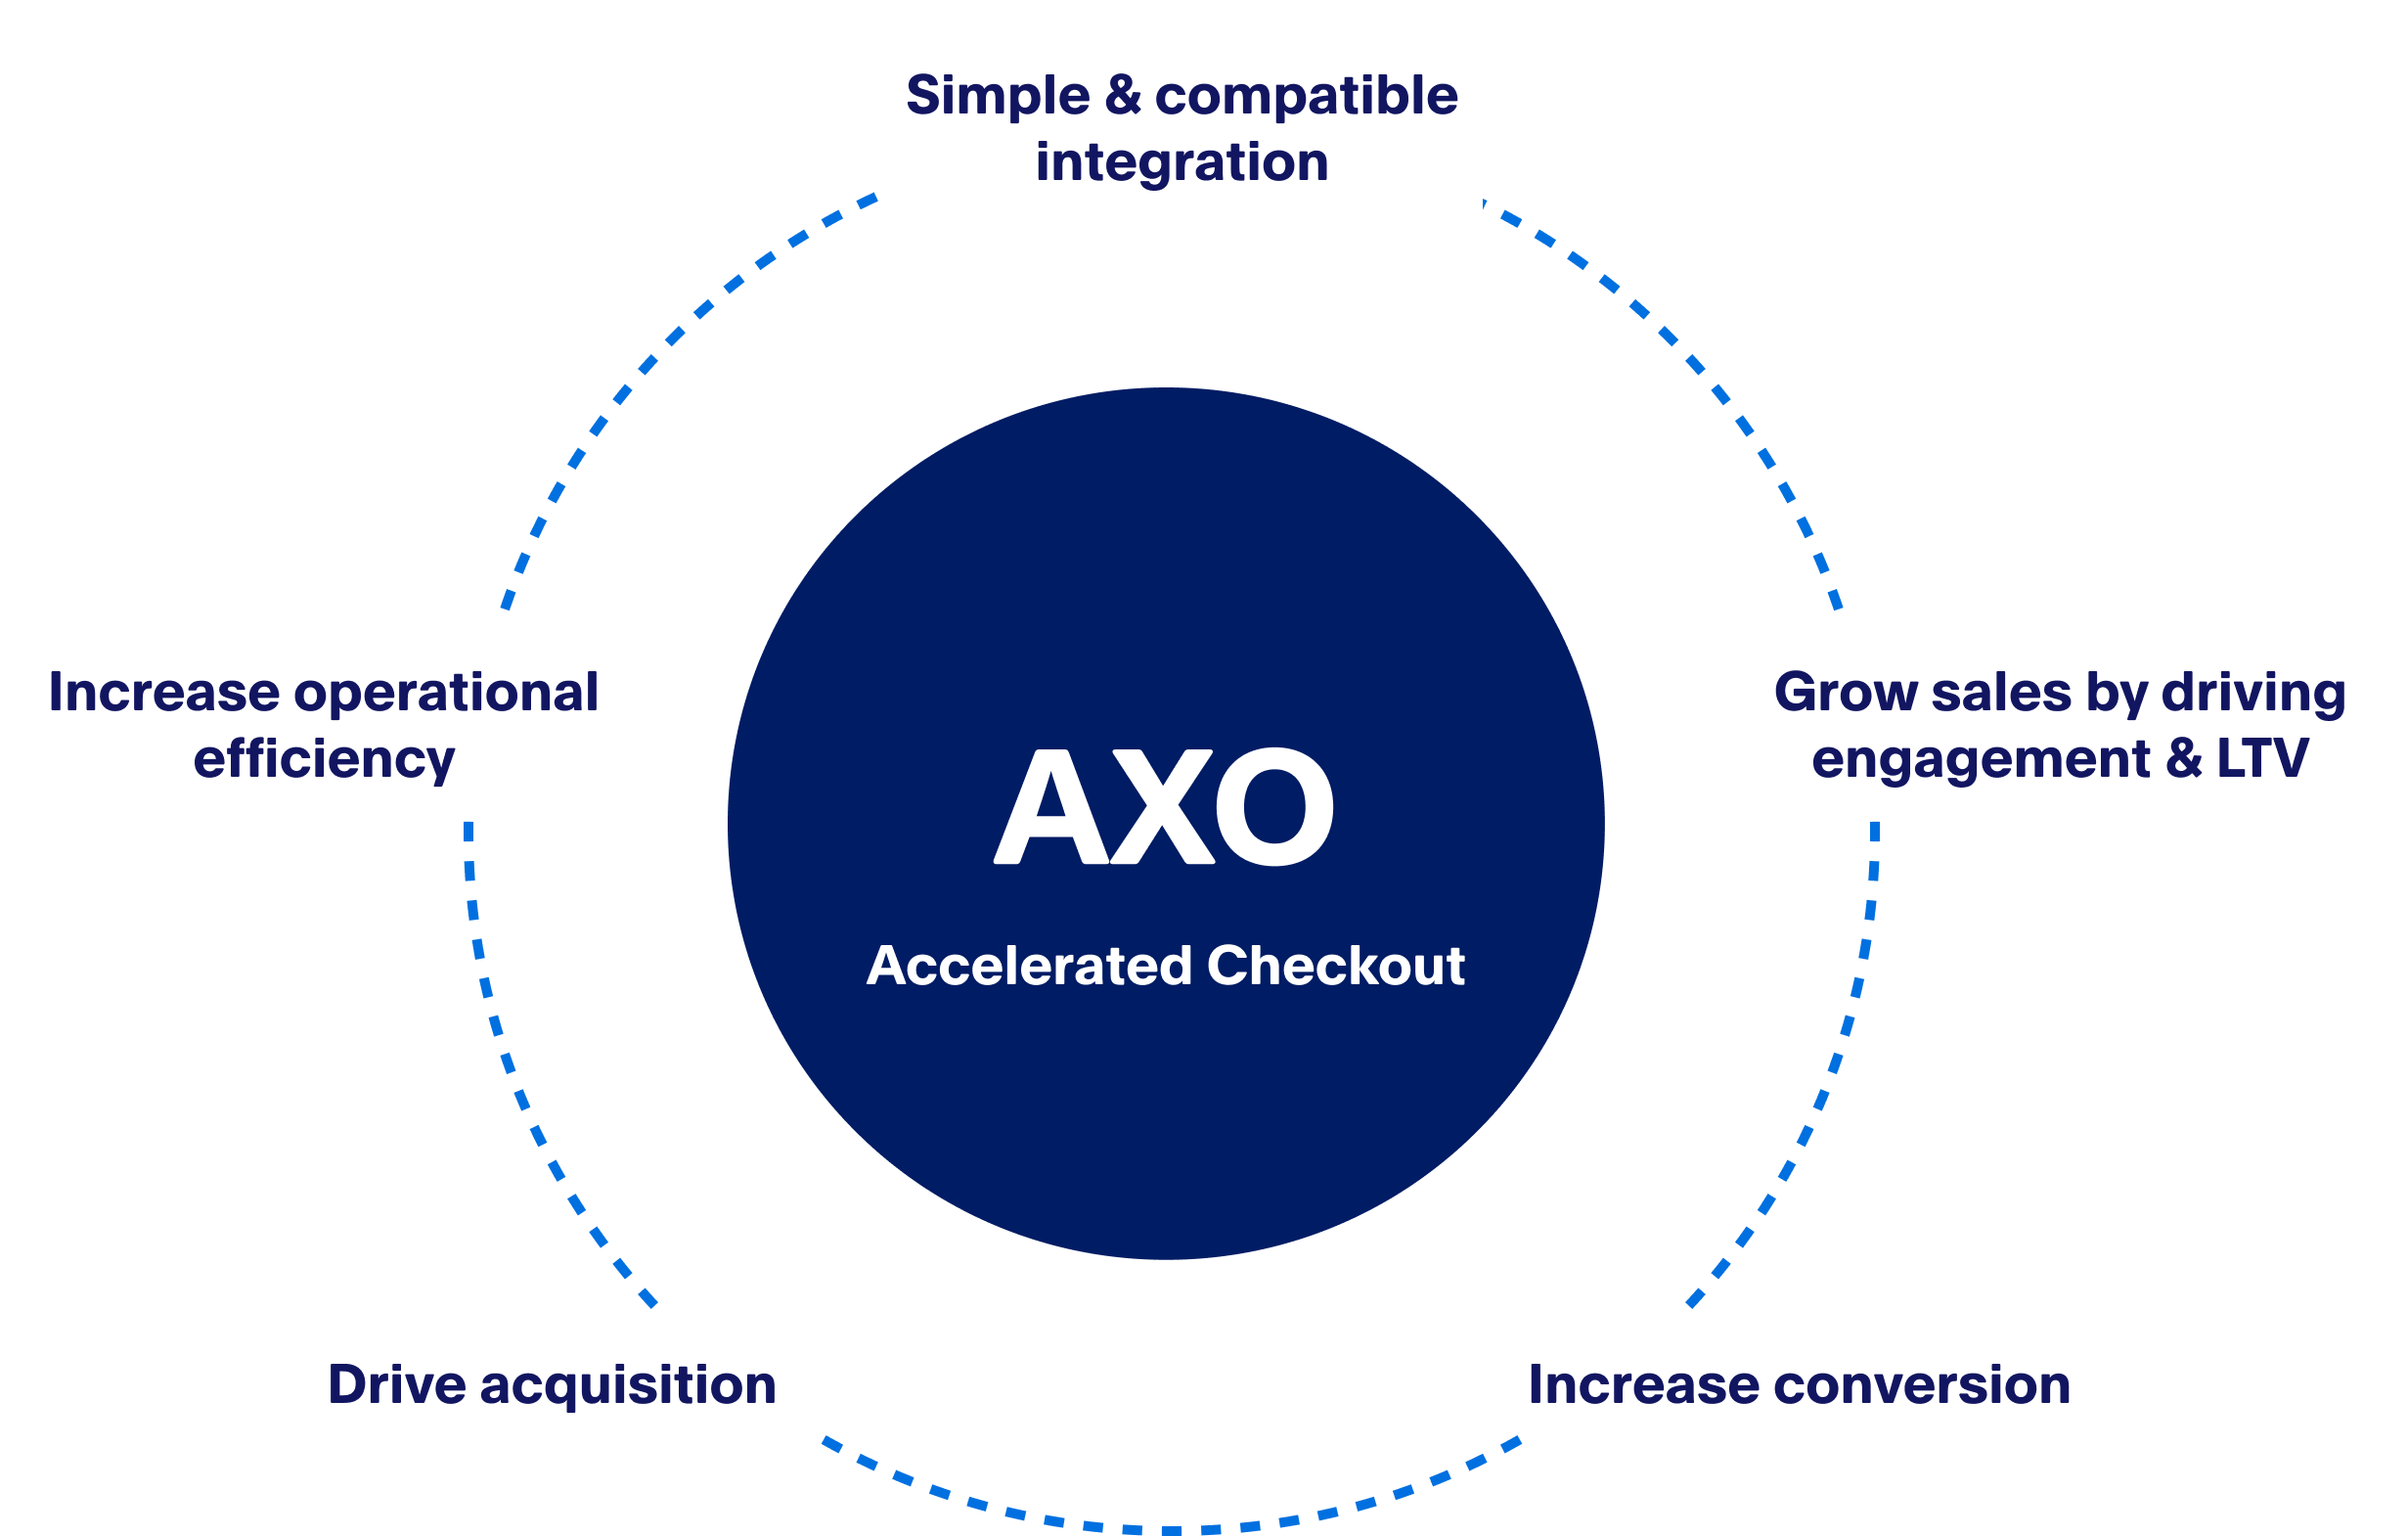 Simple & compatible
integration
Increase operational
efficiency
Grow sales by driving
engagement & LTV
AXO
Accelerated Checkout
Drive acquisition
Increase conversion